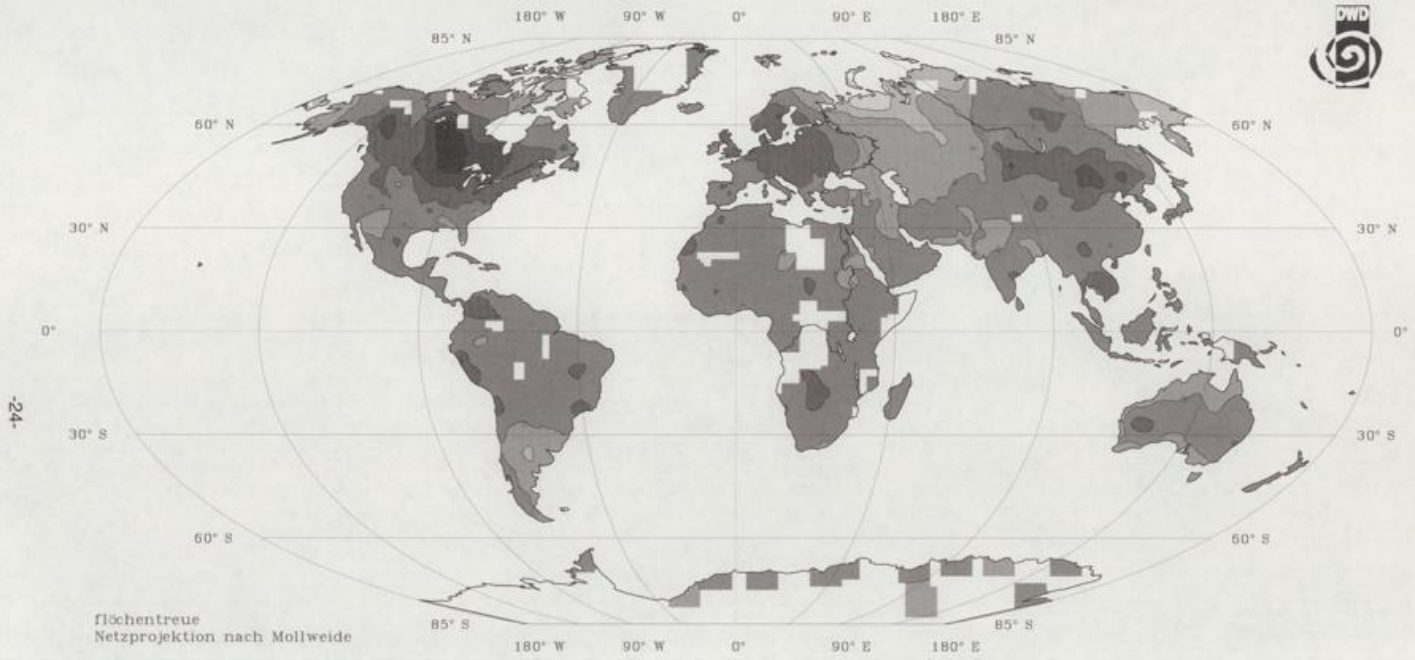 180° W 90° W 0° 90° E 180° E
DWD
85° N 85° N
60° N 60° N
30° N 30° N
0° 0°
-24-
30° S 30° S
60° S 60° S
flöchentreue
Netzprojektion nach Mollweide
85° S 85° S
180° W 90° W 0° 90° E 180° E